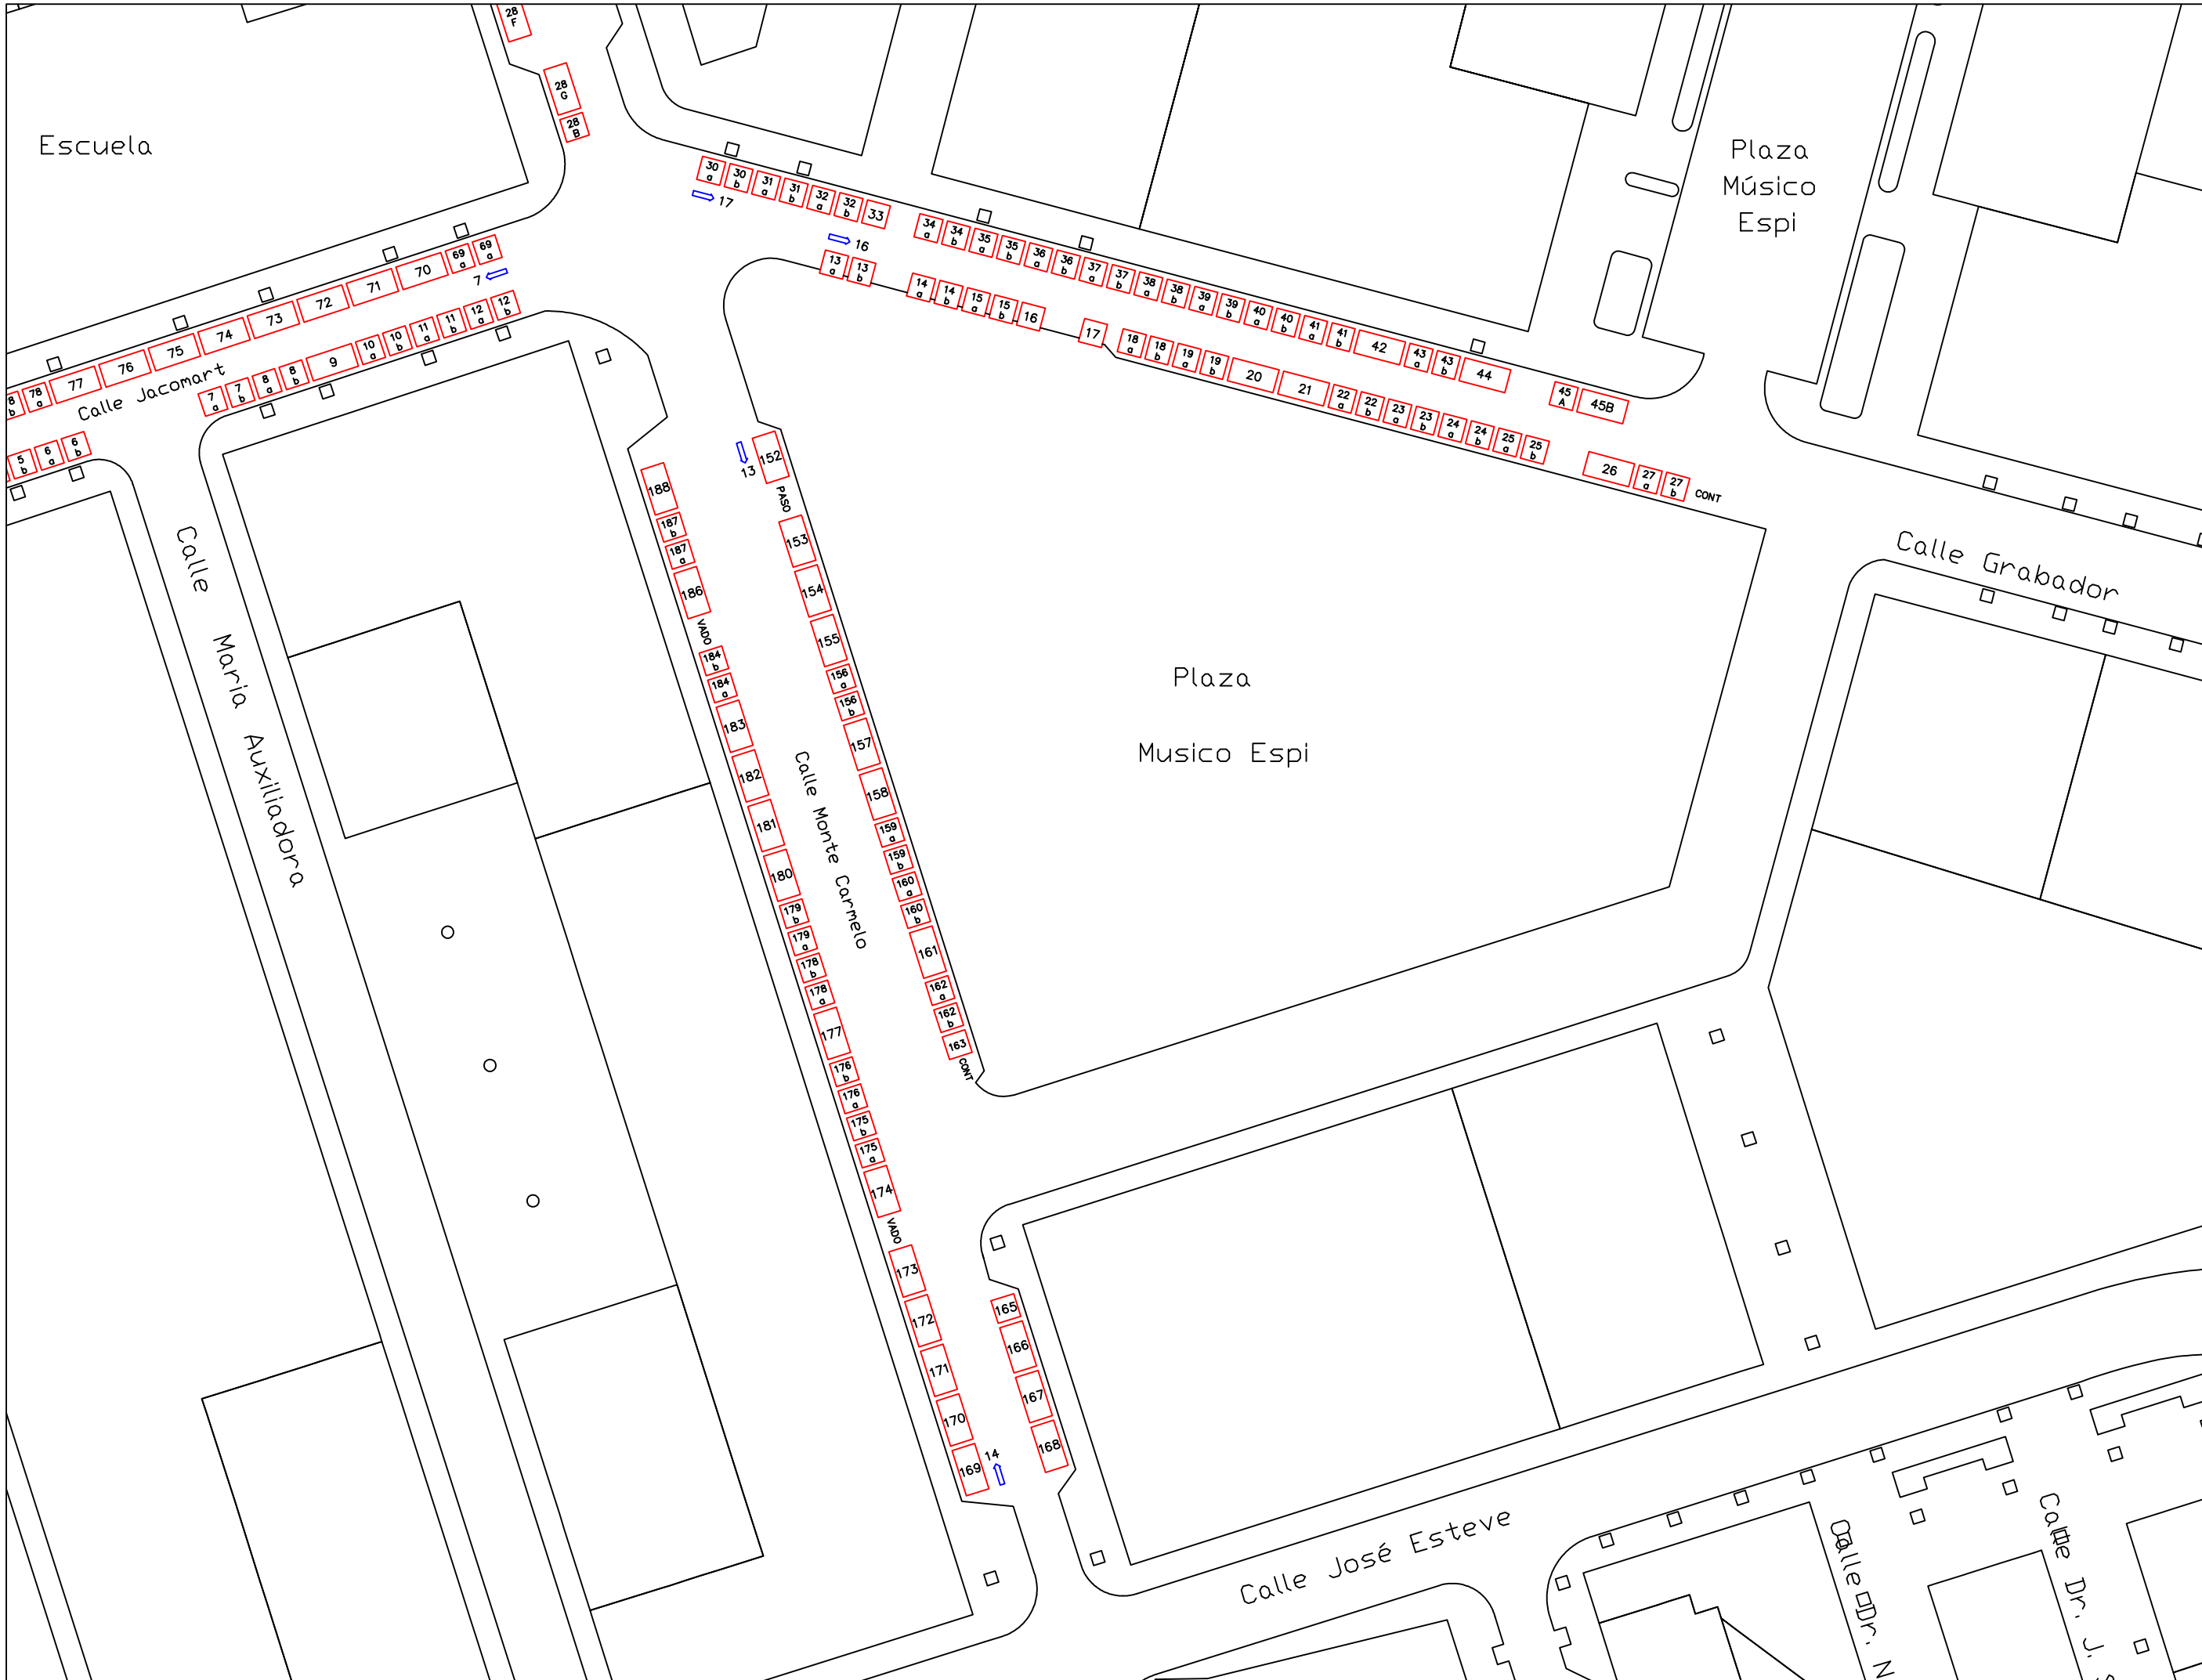 28
F
28
G
28
B
Escuela
Plaza
Músico
Espi
30
a
30
b
31
a
31
b
32
a
32
b
33
17
34
a
34
b
35
a
35
b
36
a
36
b
37
a
37
b
38
a
38
b
39
a
39
b
40
a
40
b
41
a
41
b
42
43
a
43
b
44
45
A
45B
16
13
a
13
b
14
a
14
b
15
a
15
b
16
17
18
a
18
b
19
a
19
b
20
21
22
a
22
b
23
a
23
b
24
a
24
b
25
a
25
b
26
27
a
27
b
CONT
78
a
77
76
75
74
73
72
71
70
69
a
69
a
7
Calle Jacomart
7
a
7
b
8
a
8
b
9
10
a
10
b
11
a
11
b
12
a
12
b
5
b
6
a
6
b
Calle Maria Auxiliadora
13
152
PASO
153
154
155
156
a
156
b
157
158
159
a
159
b
160
a
160
b
161
162
a
162
b
163
CONT
188
187
b
187
a
186
VADO
184
b
184
a
183
182
181
180
179
b
179
a
178
b
178
a
177
176
b
176
a
175
b
175
a
174
VADO
173
172
171
170
169
14
Calle Monte Carmelo
165
166
167
168
Plaza
Musico Espi
Calle Grabador
Calle José Esteve
Calle Dr. N
Calle Dr. J.